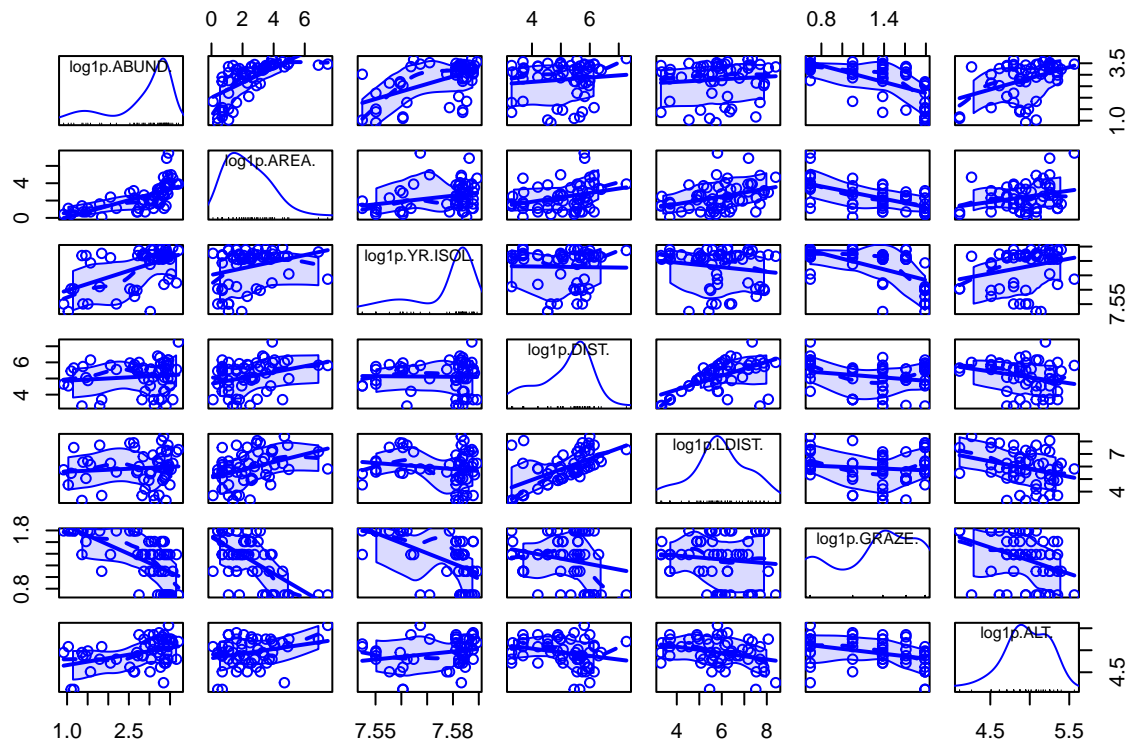 0 2 4 6 4 6 0.8 1.4
log1p.ABUND.
1.0 3.5
log1p.AREA.
0 4
log1p.YR.ISOL.
7.55
log1p.DIST.
4 6
log1p.LDIST.
4 7
log1p.GRAZE.
0.8 1.8
log1p.ALT.
4.5
1.0 2.5 7.55 7.58 4 6 8 4.5 5.5